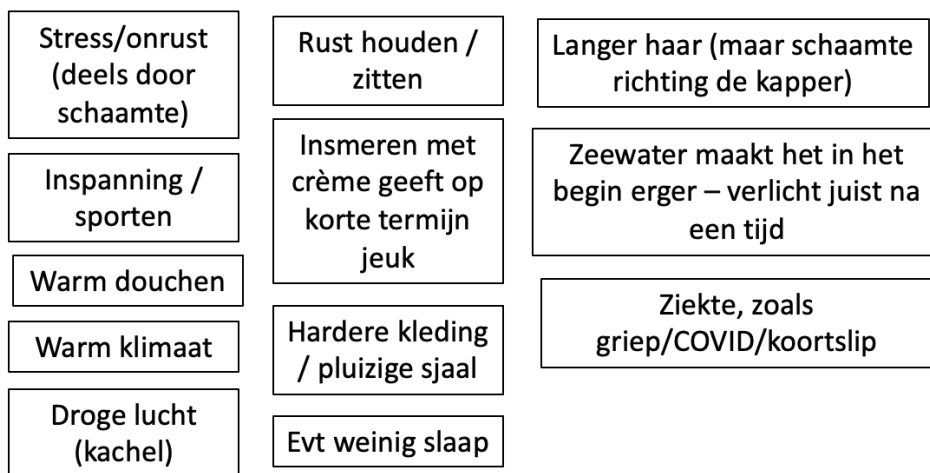 Stress/onrust
(deels door
schaamte)
Inspanning /
sporten
Warm douchen
Warm klimaat
Droge lucht
(kachel)
Rust houden /
zitten
Insmeren met
crème geeft op
korte termijn
jeuk
Hardere kleding
/ pluizige sjaal
Evt weinig slaap
Langer haar (maar schaamte
richting de kapper)
Zeewater maakt het in het
begin erger – verlicht juist na
een tijd
Ziekte, zoals
griep/COVID/koortslip